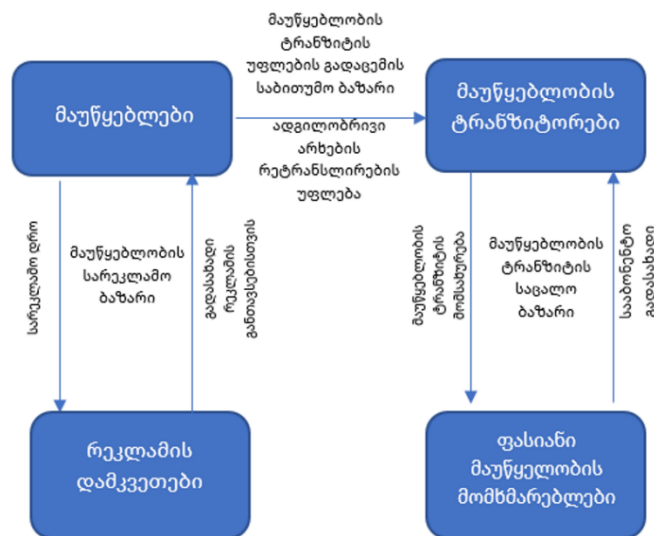 მაუწყებლობის
ტრანზიტის
უფლების გადაცემის
საბითუმო ბაზარი
მაუწყებლები
მაუწყებლობის
ტრანზიტორები
ადგილობრივი
არხების
რეტრანსლირების
უფლება
სარეკლამო დრო
მაუწყებლობის
სარეკლამო
ბაზარი
გადასახადი
რეკლამის
განთავსებისთვის
მაუწყებლობის
ტრანზიტის
მომსახურება
მაუწყებლობის
ტრანზიტის
საცალო
ბაზარი
სააბონენტო
გადასახადი
რეკლამის
დამკვეთები
ფასიანი
მაუწყელობის
მომხმარებლები